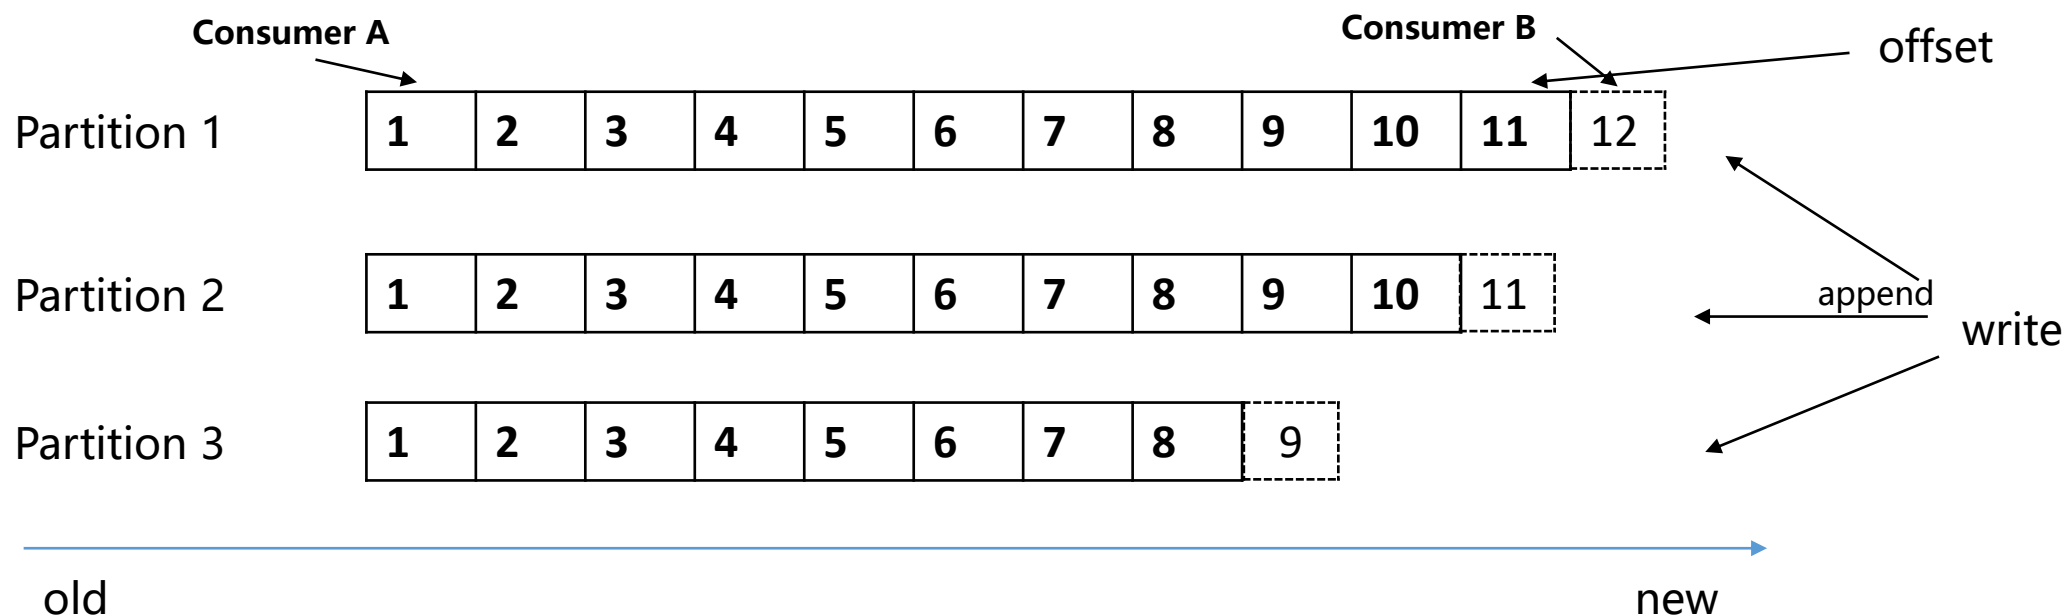 Consumer A
Consumer B
offset
Partition 1
1 2 3 4 5 6 7 8 9 10 11 12
Partition 2
1 2 3 4 5 6 7 8 9 10 11
append
write
Partition 3
1 2 3 4 5 6 7 8 9
old
new